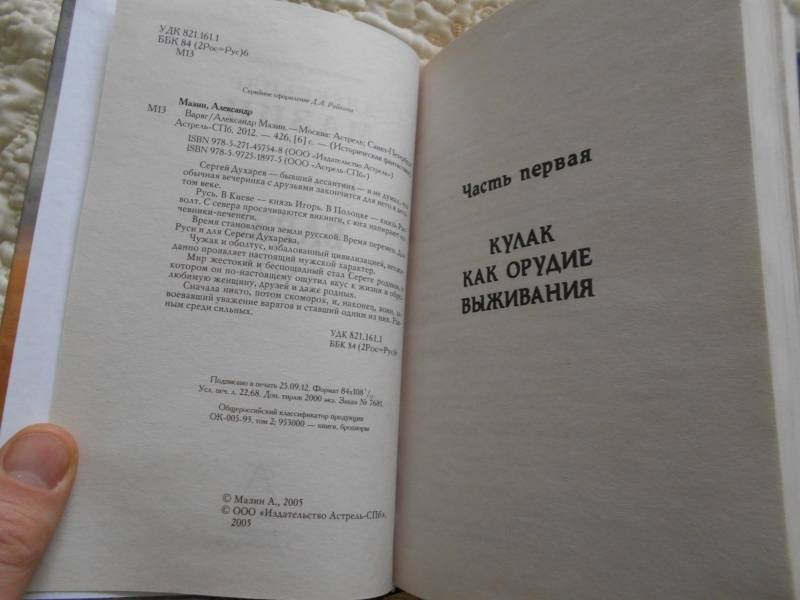 УДК 821.161.1
ББК 84 (2Рос=Рус)6
М13
Серийное оформление Д.А. Райкина
Мазин, Александр
М13 Варяг/Александр Мазин.—Москва: Астрель; Санкт-Петербург:
Астрель-СПб, 2012. — 426, [6] с. — (Историческая фантастика)
ISBN 978-5-271-45754-8 (ООО «Издательство Астрель»)
ISBN 978-5-9725-1897-5 (ООО «Астрель-СПб»)
Сергей Духарев — бывший десантник — и не думал, что
обычная вечеринка с друзьями закончится для него в
том веке.
Русь. В Киеве — князь Игорь. В Полоцке — князь
волт. С севера просачиваются викинги, с юга напирают
чевники-печенеги.
Время становления земли русской. Время перемен. Для
Руси и для Сереги Духарева.
Чужак и оболтус, избалованный цивилизацией,
данно проявляет настоящий мужской характер.
Мир жестокий и беспощадный стал Сереге родным, в
котором он по-настоящему ощутил вкус к жизни и обрел
любимую женщину, друзей и даже родных.
Сначала никто, потом скоморох, и, наконец, воин, за-
воевавший уважение варягов и ставший одним из них. Рав-
ным среди сильных.
УДК 821.161.1
ББК 84 (2Рос=Рус)6
Подписано в печать 25.09.12. Формат 84x108 1/32
Усл. печ. л. 22,68. Доп. тираж 2000 экз. Заказ № 7681.
Общероссийский классификатор продукции
ОК-005-93, том 2; 953000 — книги, брошюры
© Мазин А., 2005
© ООО «Издательство Астрель-СПб»,
2005
Часть первая
КУЛАК
КАК ОРУДИЕ
ВЫЖИВАНИЯ